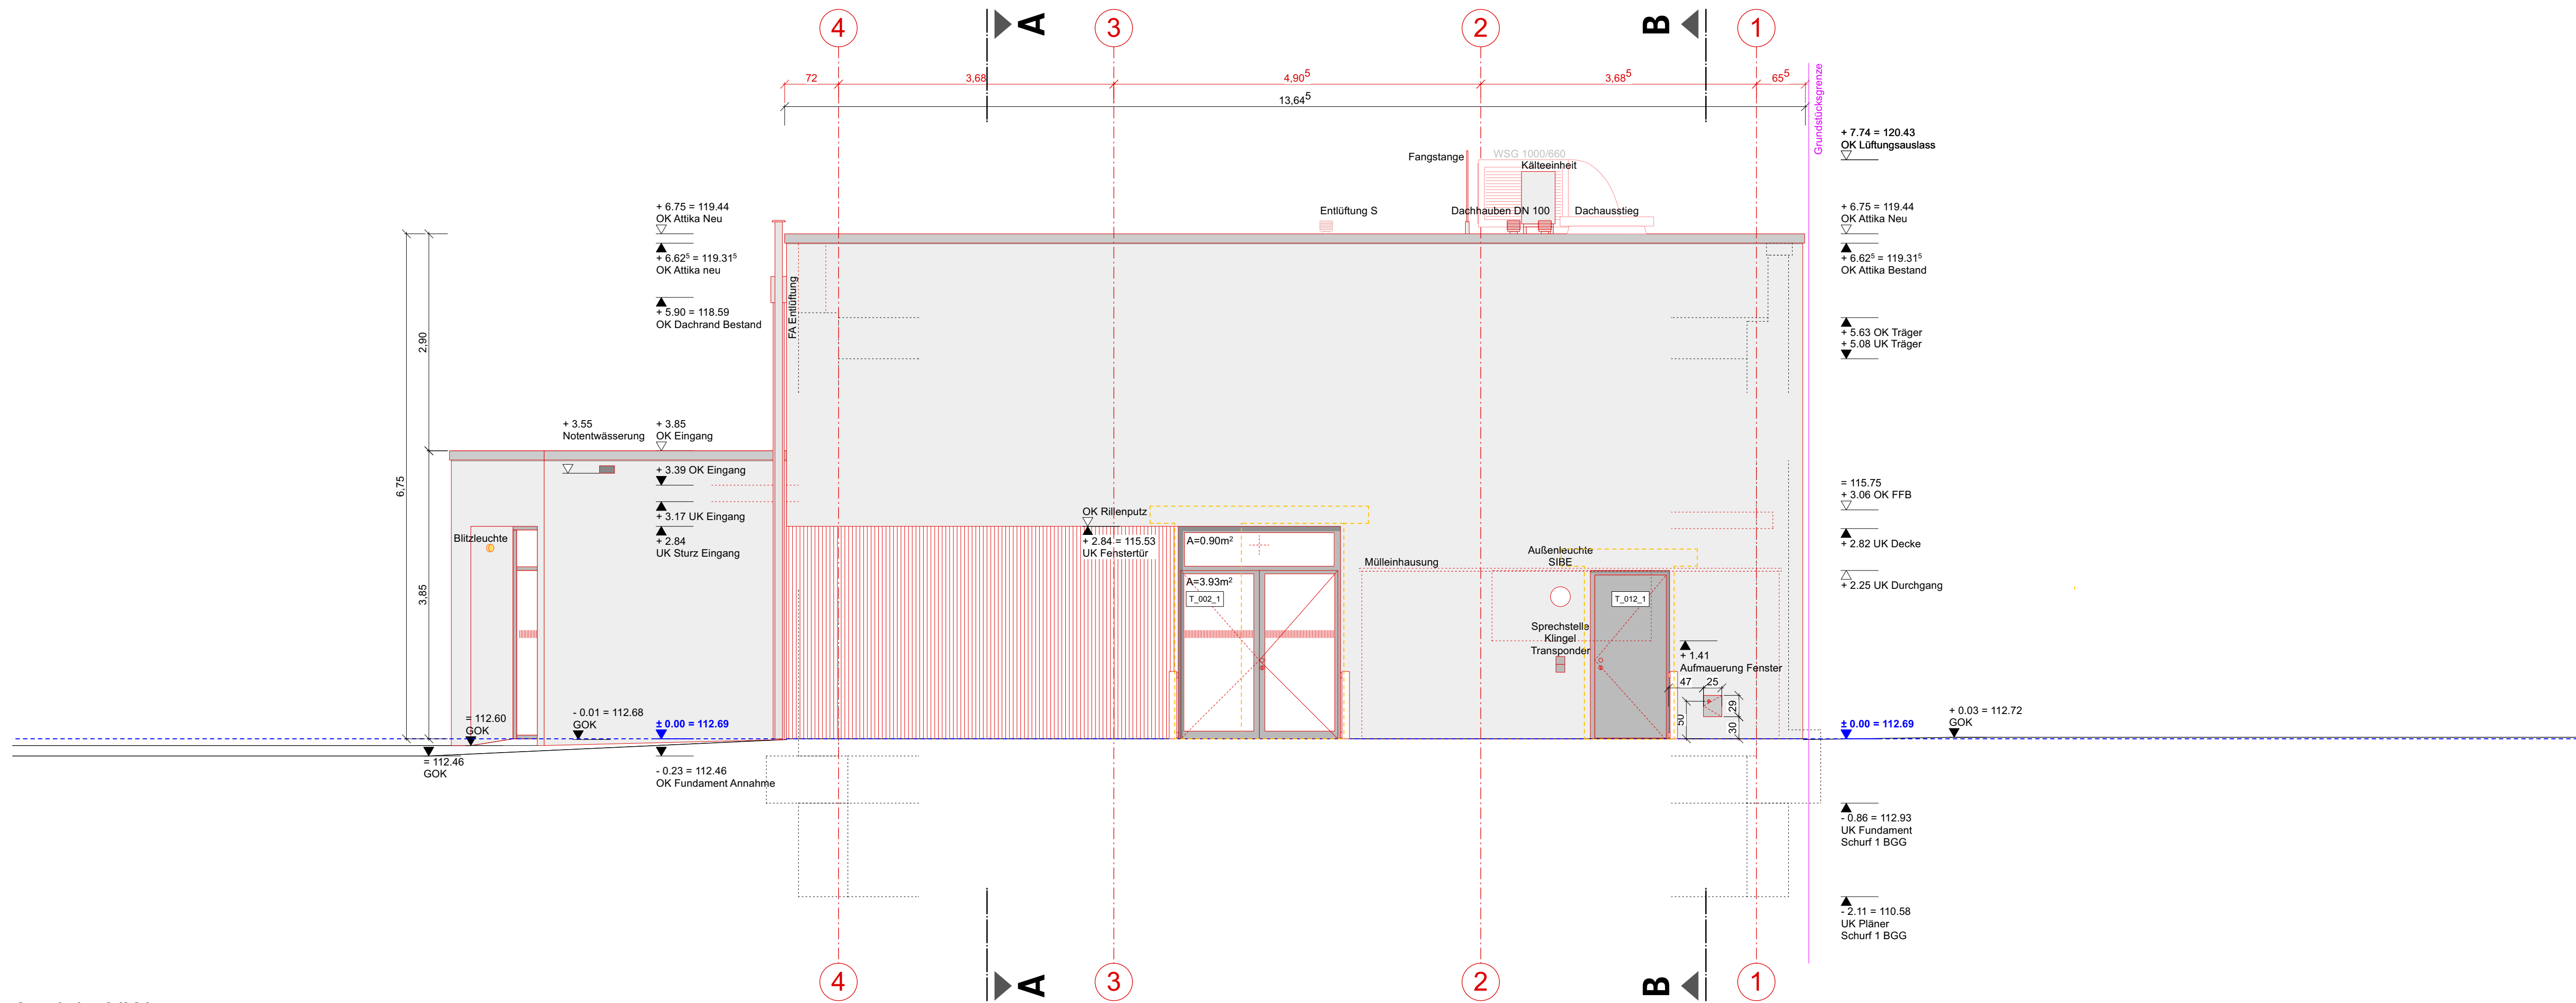 4
A
3
2
B
1
72
3,68
4,90⁵
3,68⁵
65⁵
13,64⁵
Grundstücksgrenze
+ 7.74 = 120.43
OK Lüftungsauslass
Fangstange
WSG 1000/660
Kälteeinheit
Entlüftung S
Dachhauben DN 100
Dachausstieg
+ 6.75 = 119.44
OK Attika Neu
+ 6.62⁵ = 119.31⁵
OK Attika neu
+ 5.90 = 118.59
OK Dachrand Bestand
FA Entlüftung
+ 6.75 = 119.44
OK Attika Neu
+ 6.62⁵ = 119.31⁵
OK Attika Bestand
+ 5.63 OK Träger
+ 5.08 UK Träger
2,90
6,75
3,85
+ 3.55
Notentwässerung
+ 3.85
OK Eingang
+ 3.39 OK Eingang
+ 3.17 UK Eingang
+ 2.84
UK Sturz Eingang
Blitzleuchte
OK Rillenputz
+ 2.84 = 115.53
UK Fenstertür
A=0.90m²
A=3.93m²
T_002_1
Mülleinhausung
Außenleuchte
SIBE
T_012_1
Sprechstelle
Klingel
Transponder
+ 1.41
Aufmauerung Fenster
47
25
50
29
30
= 115.75
+ 3.06 OK FFB
+ 2.82 UK Decke
+ 2.25 UK Durchgang
= 112.60
GOK
- 0.01 = 112.68
GOK
± 0.00 = 112.69
= 112.46
GOK
- 0.23 = 112.46
OK Fundament Annahme
± 0.00 = 112.69
+ 0.03 = 112.72
GOK
- 0.86 = 112.93
UK Fundament
Schurf 1 BGG
- 2.11 = 110.58
UK Pläner
Schurf 1 BGG
4
A
3
2
B
1